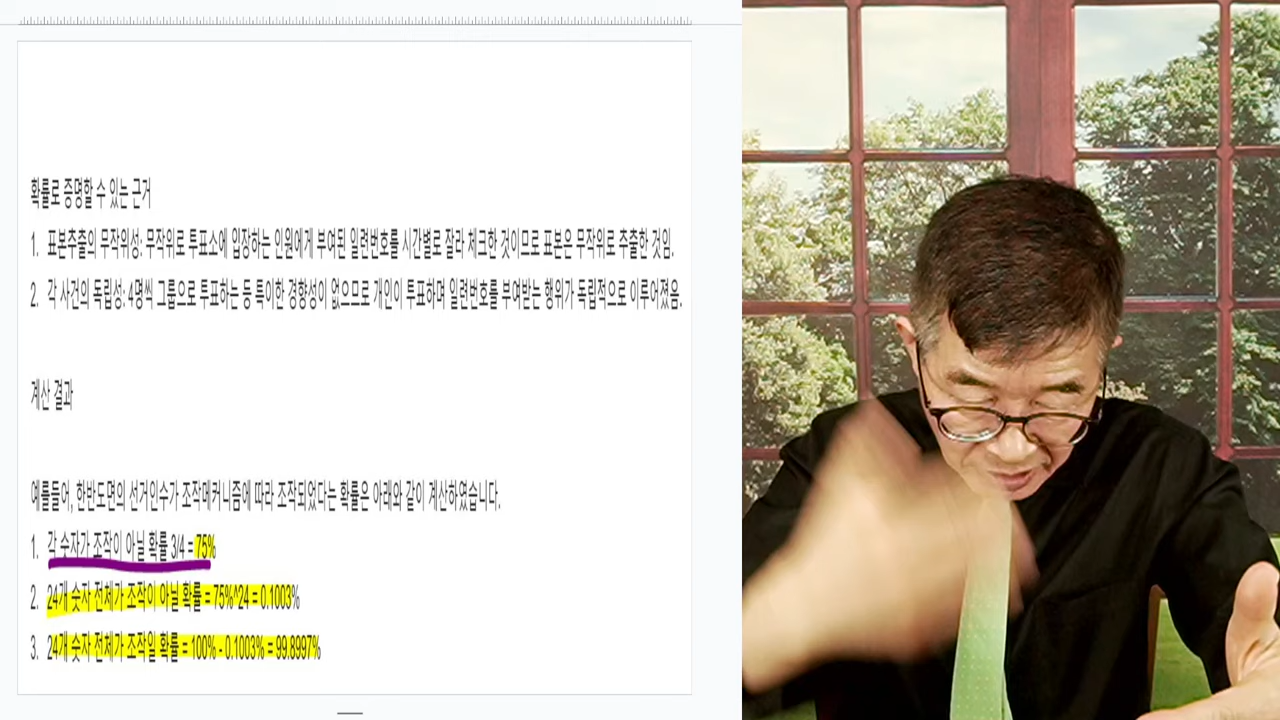 확률로 증명할 수 있는 근거
1. 표본추출의 무작위성: 무작위로 투표소에 입장하는 인원에게 부여된 일련번호를 시간별로 잘라 체크한 것이므로 표본은 무작위로 추출한 것임.
2. 각 사건의 독립성: 4명씩 그룹으로 투표하는 등 특이한 경향성이 없으므로 개인이 투표하며 일련번호를 부여받는 행위가 독립적으로 이루어졌음.
계산 결과
예를들어, 한반도면의 선거인수가 조작메커니즘에 따라 조작되었다는 확률은 아래와 같이 계산하였습니다.
1. 각 숫자가 조작이 아닐 확률 3/4 = 75%
2. 24개 숫자 전체가 조작이 아닐 확률 = 75%^24 = 0.1003%
3. 24개 숫자 전체가 조작일 확률 = 100% - 0.1003% = 99.8997%